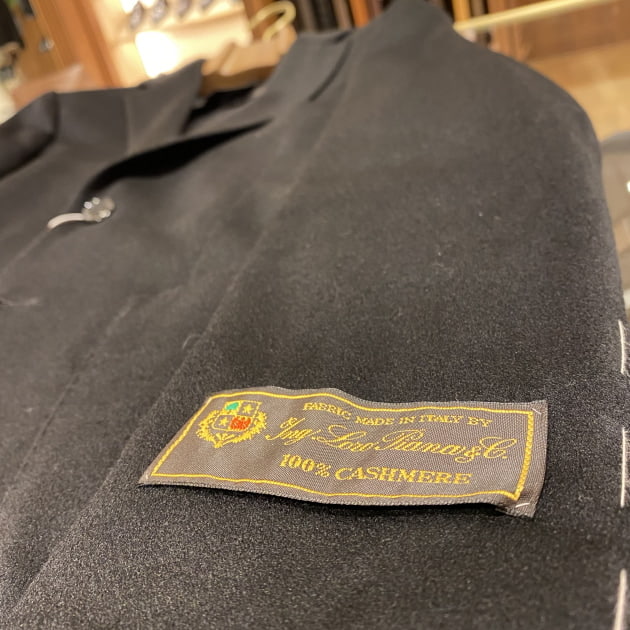 FABRIC MADE IN ITALY BY
Ing. Loro Piana & C.
100% CASHMERE